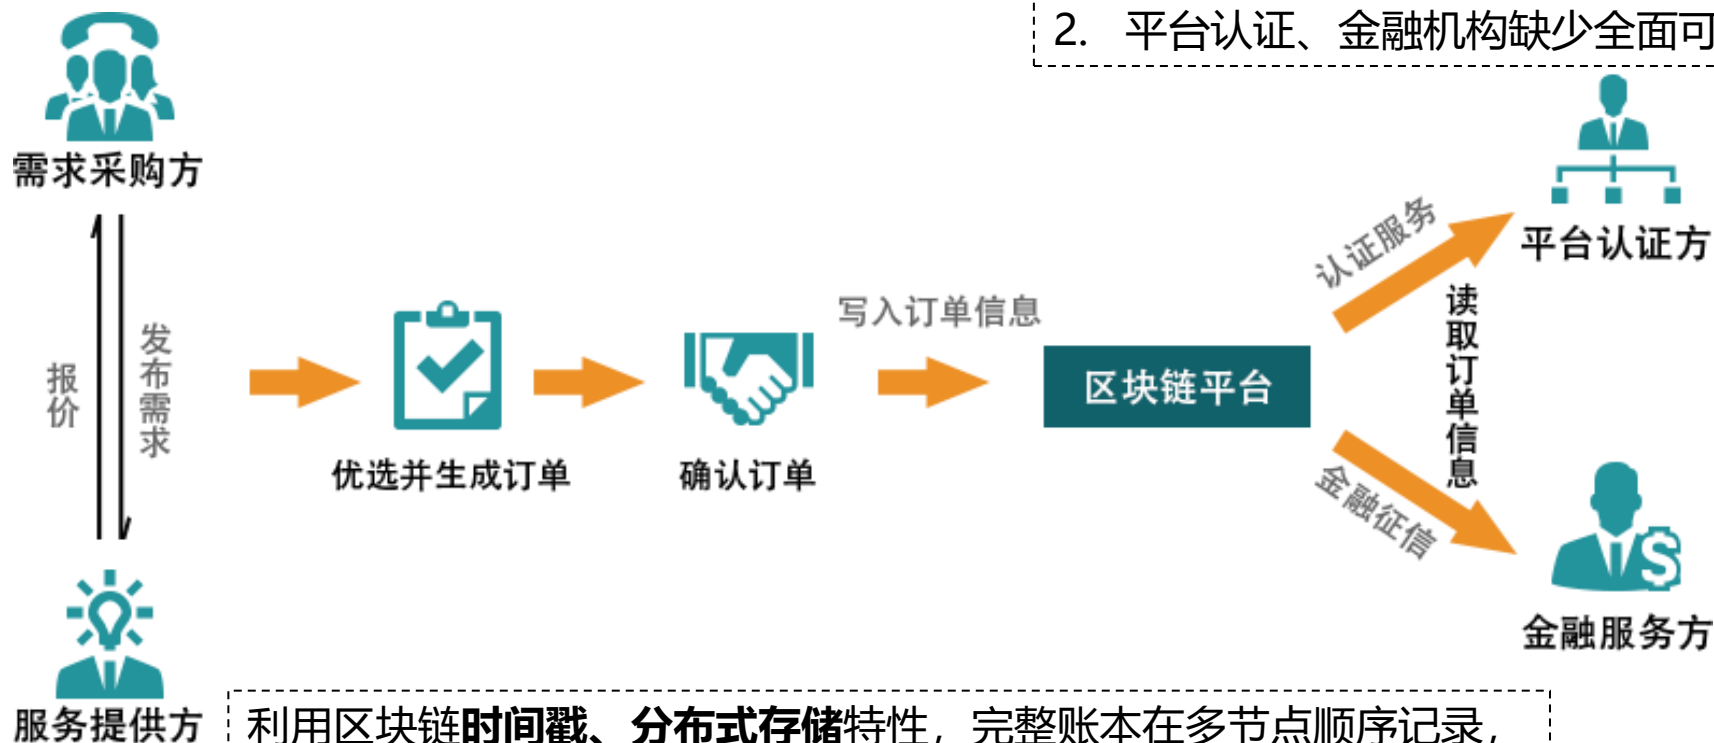 2. 平台认证、金融机构缺少全面可
需求采购方
平台认证方
认证服务
读取订单信息
写入订单信息
发布需求
报价
区块链平台
优选并生成订单
确认订单
金融征信
金融服务方
服务提供方
利用区块链时间戳、分布式存储特性，完整账本在多节点顺序记录，